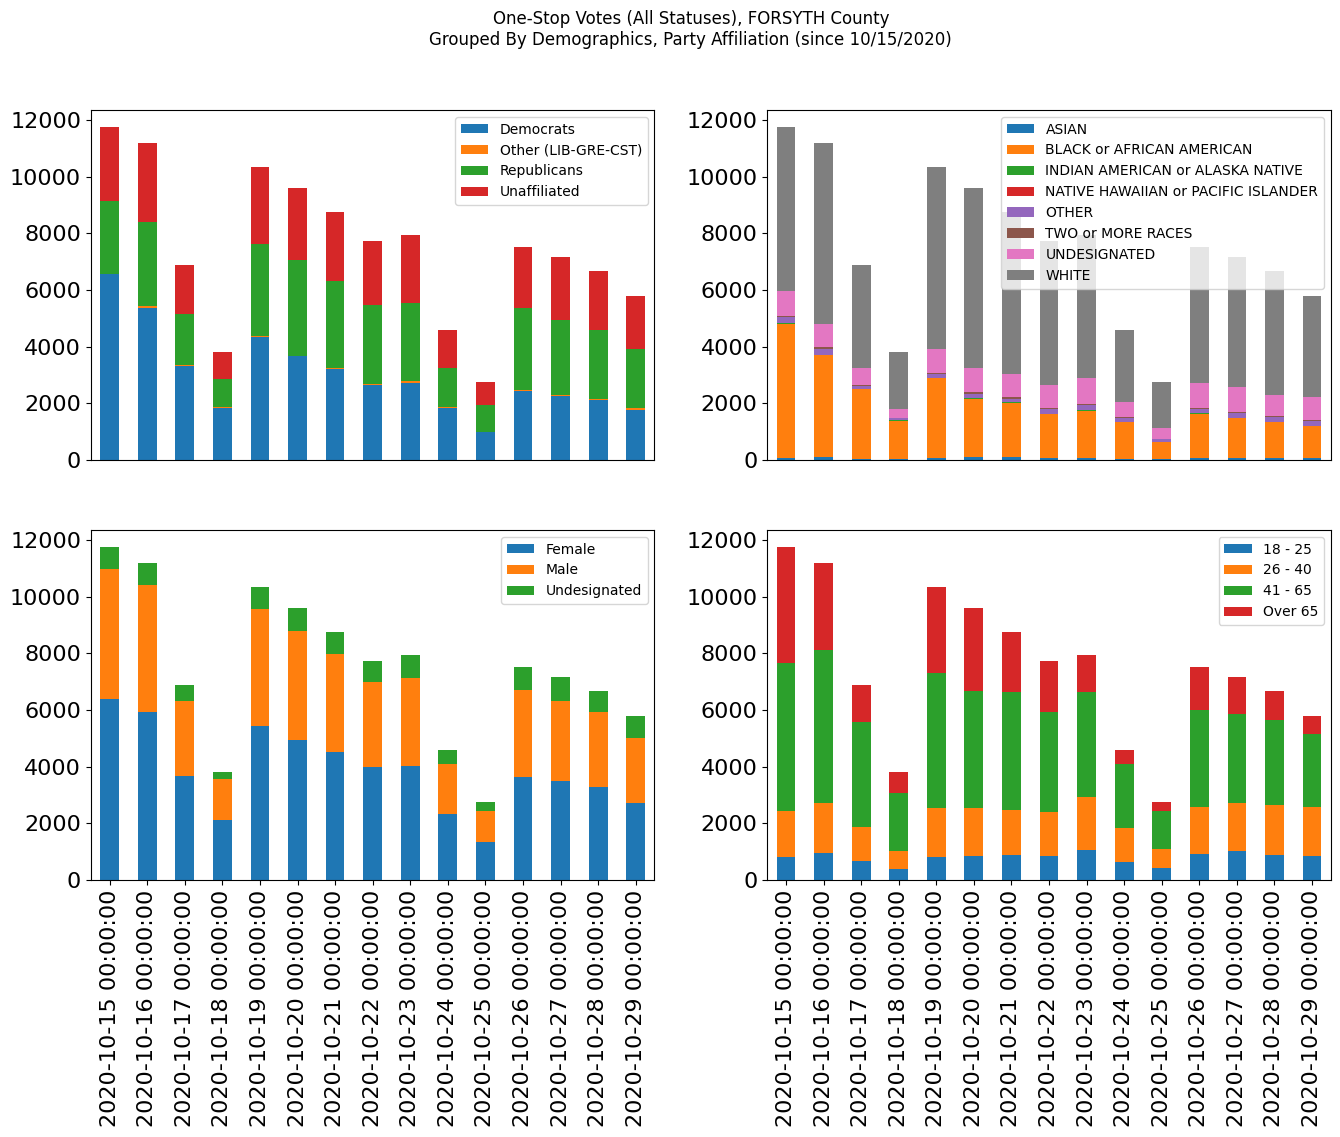 One-Stop Votes (All Statuses), FORSYTH County
Grouped By Demographics, Party Affiliation (since 10/15/2020)
12000
10000
8000
6000
4000
2000
0
Democrats
Other (LIB-GRE-CST)
Republicans
Unaffiliated
12000
10000
8000
6000
4000
2000
0
ASIAN
BLACK or AFRICAN AMERICAN
INDIAN AMERICAN or ALASKA NATIVE
NATIVE HAWAIIAN or PACIFIC ISLANDER
OTHER
TWO or MORE RACES
UNDESIGNATED
WHITE
12000
10000
8000
6000
4000
2000
0
Female
Male
Undesignated
2020-10-15 00:00:00
2020-10-16 00:00:00
2020-10-17 00:00:00
2020-10-18 00:00:00
2020-10-19 00:00:00
2020-10-20 00:00:00
2020-10-21 00:00:00
2020-10-22 00:00:00
2020-10-23 00:00:00
2020-10-24 00:00:00
2020-10-25 00:00:00
2020-10-26 00:00:00
2020-10-27 00:00:00
2020-10-28 00:00:00
2020-10-29 00:00:00
12000
10000
8000
6000
4000
2000
0
18 - 25
26 - 40
41 - 65
Over 65
2020-10-15 00:00:00
2020-10-16 00:00:00
2020-10-17 00:00:00
2020-10-18 00:00:00
2020-10-19 00:00:00
2020-10-20 00:00:00
2020-10-21 00:00:00
2020-10-22 00:00:00
2020-10-23 00:00:00
2020-10-24 00:00:00
2020-10-25 00:00:00
2020-10-26 00:00:00
2020-10-27 00:00:00
2020-10-28 00:00:00
2020-10-29 00:00:00